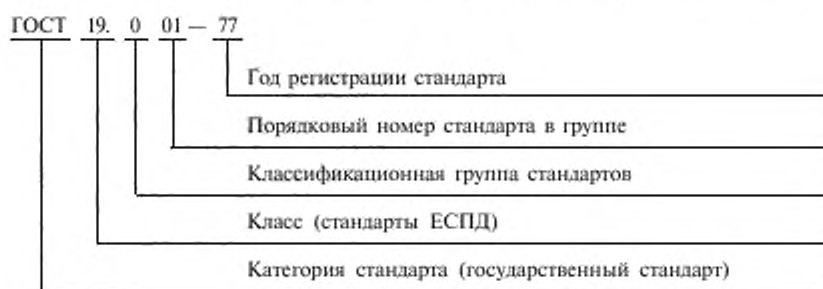 ГОСТ 19. 0 01 — 77
Год регистрации стандарта
Порядковый номер стандарта в группе
Классификационная группа стандартов
Класс (стандарты ЕСПД)
Категория стандарта (государственный стандарт)